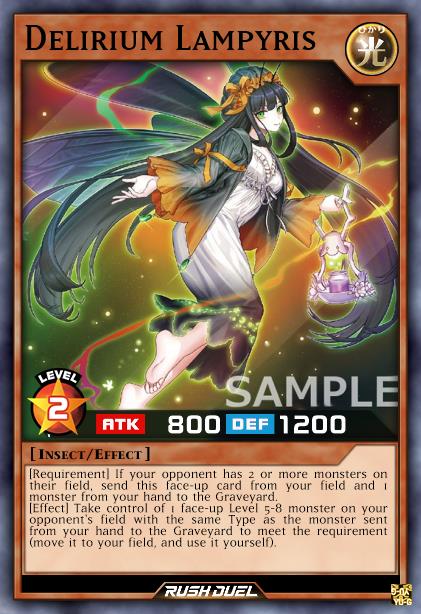 DELIRIUM LAMPYRIS
ひかり
光
SAMPLE
LEVEL
2
ATK 800 DEF 1200
[INSECT/EFFECT]
[Requirement] If your opponent has 2 or more monsters on
their field, send this face-up card from your field and 1
monster from your hand to the Graveyard.
[Effect] Take control of 1 face-up Level 5-8 monster on your
opponent's field with the same Type as the monster sent
from your hand to the Graveyard to meet the requirement
(move it to your field, and use it yourself).
RUSH DUEL